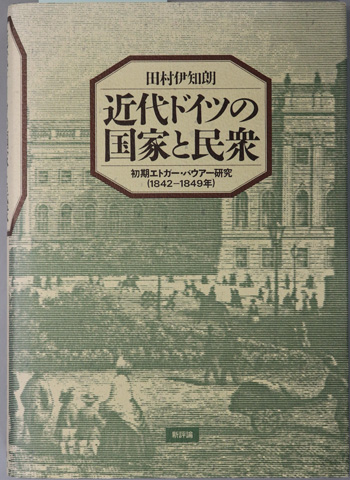 田村伊知朗
近代ドイツの
国家と民衆
初期エトガー・バウアー研究
(1842−1849年)
新評論